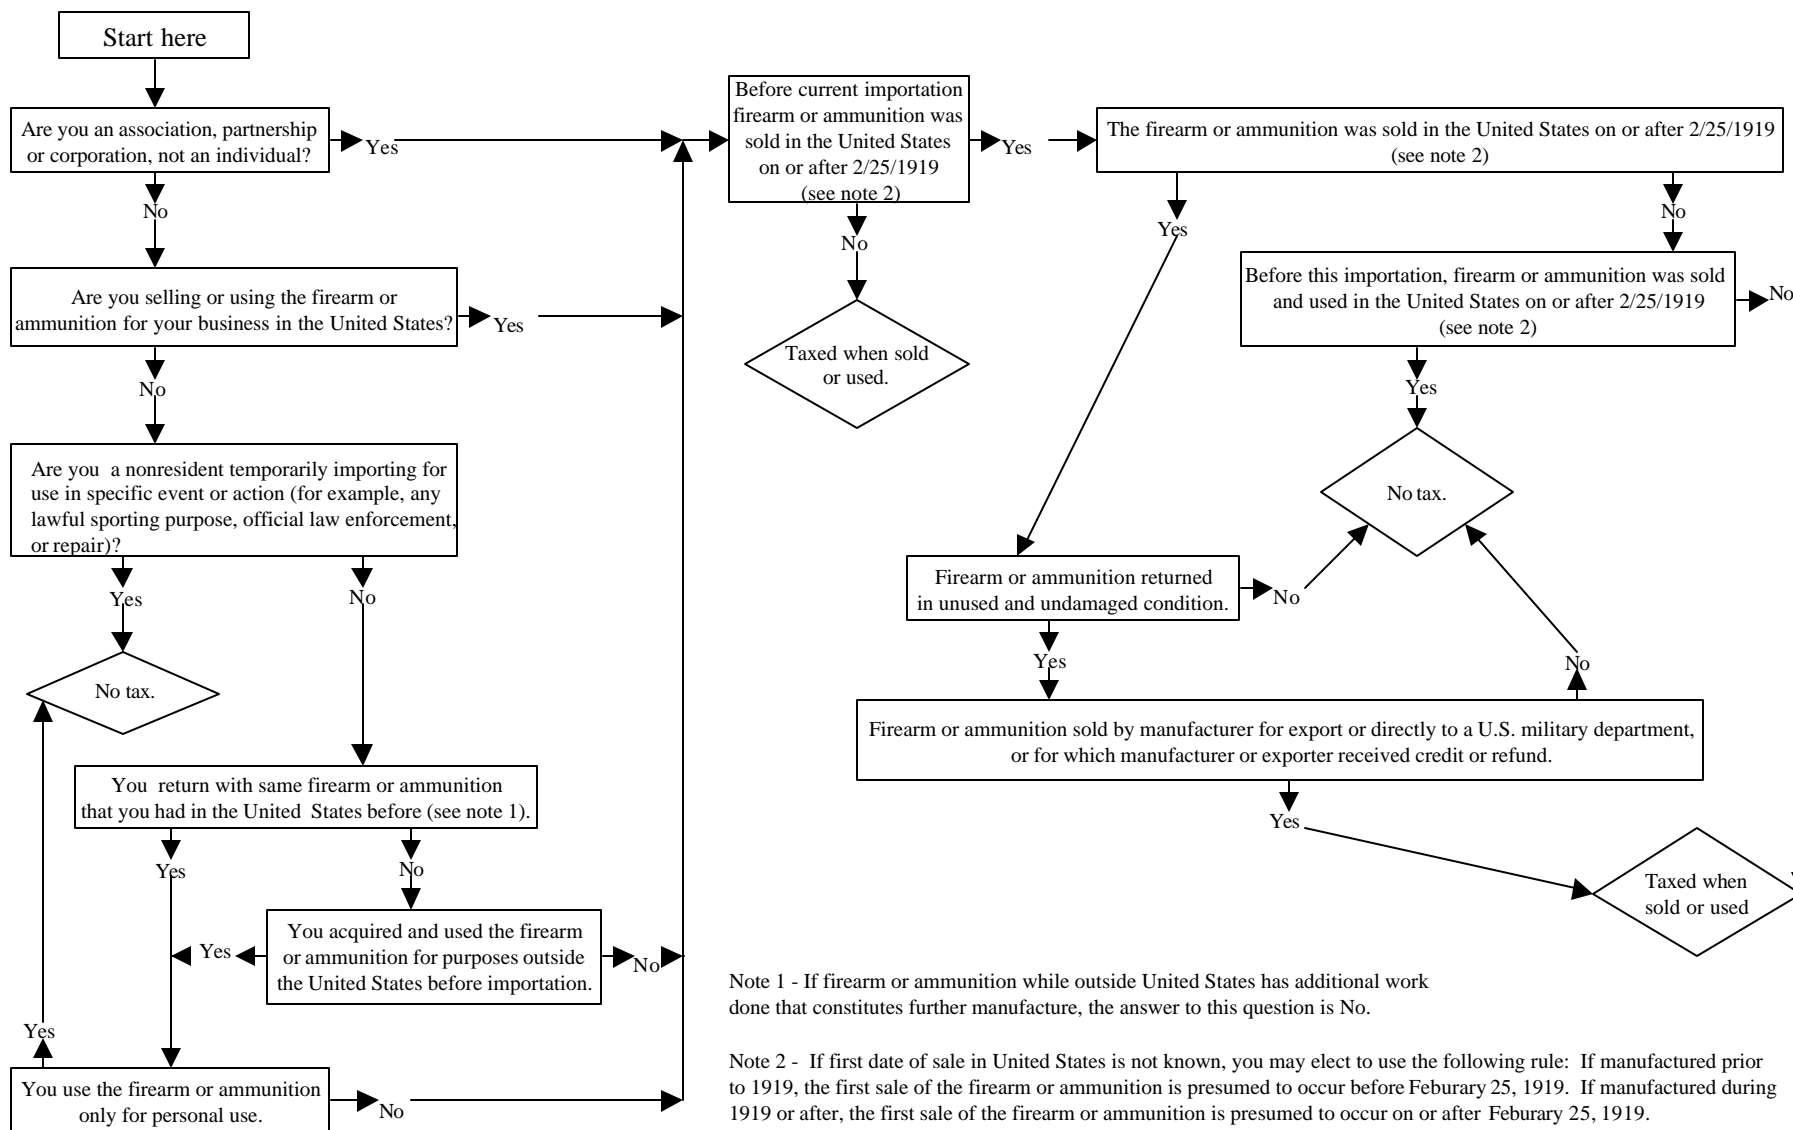 Start here
Are you an association, partnership
or corporation, not an individual?
Yes
No
Are you selling or using the firearm or
ammunition for your business in the United States?
Yes
No
Are you a nonresident temporarily importing for
use in specific event or action (for example, any
lawful sporting purpose, official law enforcement,
or repair)?
Yes
No
No tax.
You return with same firearm or ammunition
that you had in the United States before (see note 1).
Yes
No
You acquired and used the firearm
or ammunition for purposes outside
the United States before importation.
Yes
No
Yes
You use the firearm or ammunition
only for personal use.
No
Before current importation
firearm or ammunition was
sold in the United States
on or after 2/25/1919
(see note 2)
Yes
No
Taxed when sold
or used.
The firearm or ammunition was sold in the United States on or after 2/25/1919
(see note 2)
Yes
No
Before this importation, firearm or ammunition was sold
and used in the United States on or after 2/25/1919
(see note 2)
No
Yes
No tax.
Firearm or ammunition returned
in unused and undamaged condition.
No
Yes
No
Firearm or ammunition sold by manufacturer for export or directly to a U.S. military department,
or for which manufacturer or exporter received credit or refund.
Yes
Taxed when
sold or used
Note 1 - If firearm or ammunition while outside United States has additional work
done that constitutes further manufacture, the answer to this question is No.
Note 2 - If first date of sale in United States is not known, you may elect to use the following rule: If manufactured prior
to 1919, the first sale of the firearm or ammunition is presumed to occur before Feburary 25, 1919. If manufactured during
1919 or after, the first sale of the firearm or ammunition is presumed to occur on or after Feburary 25, 1919.